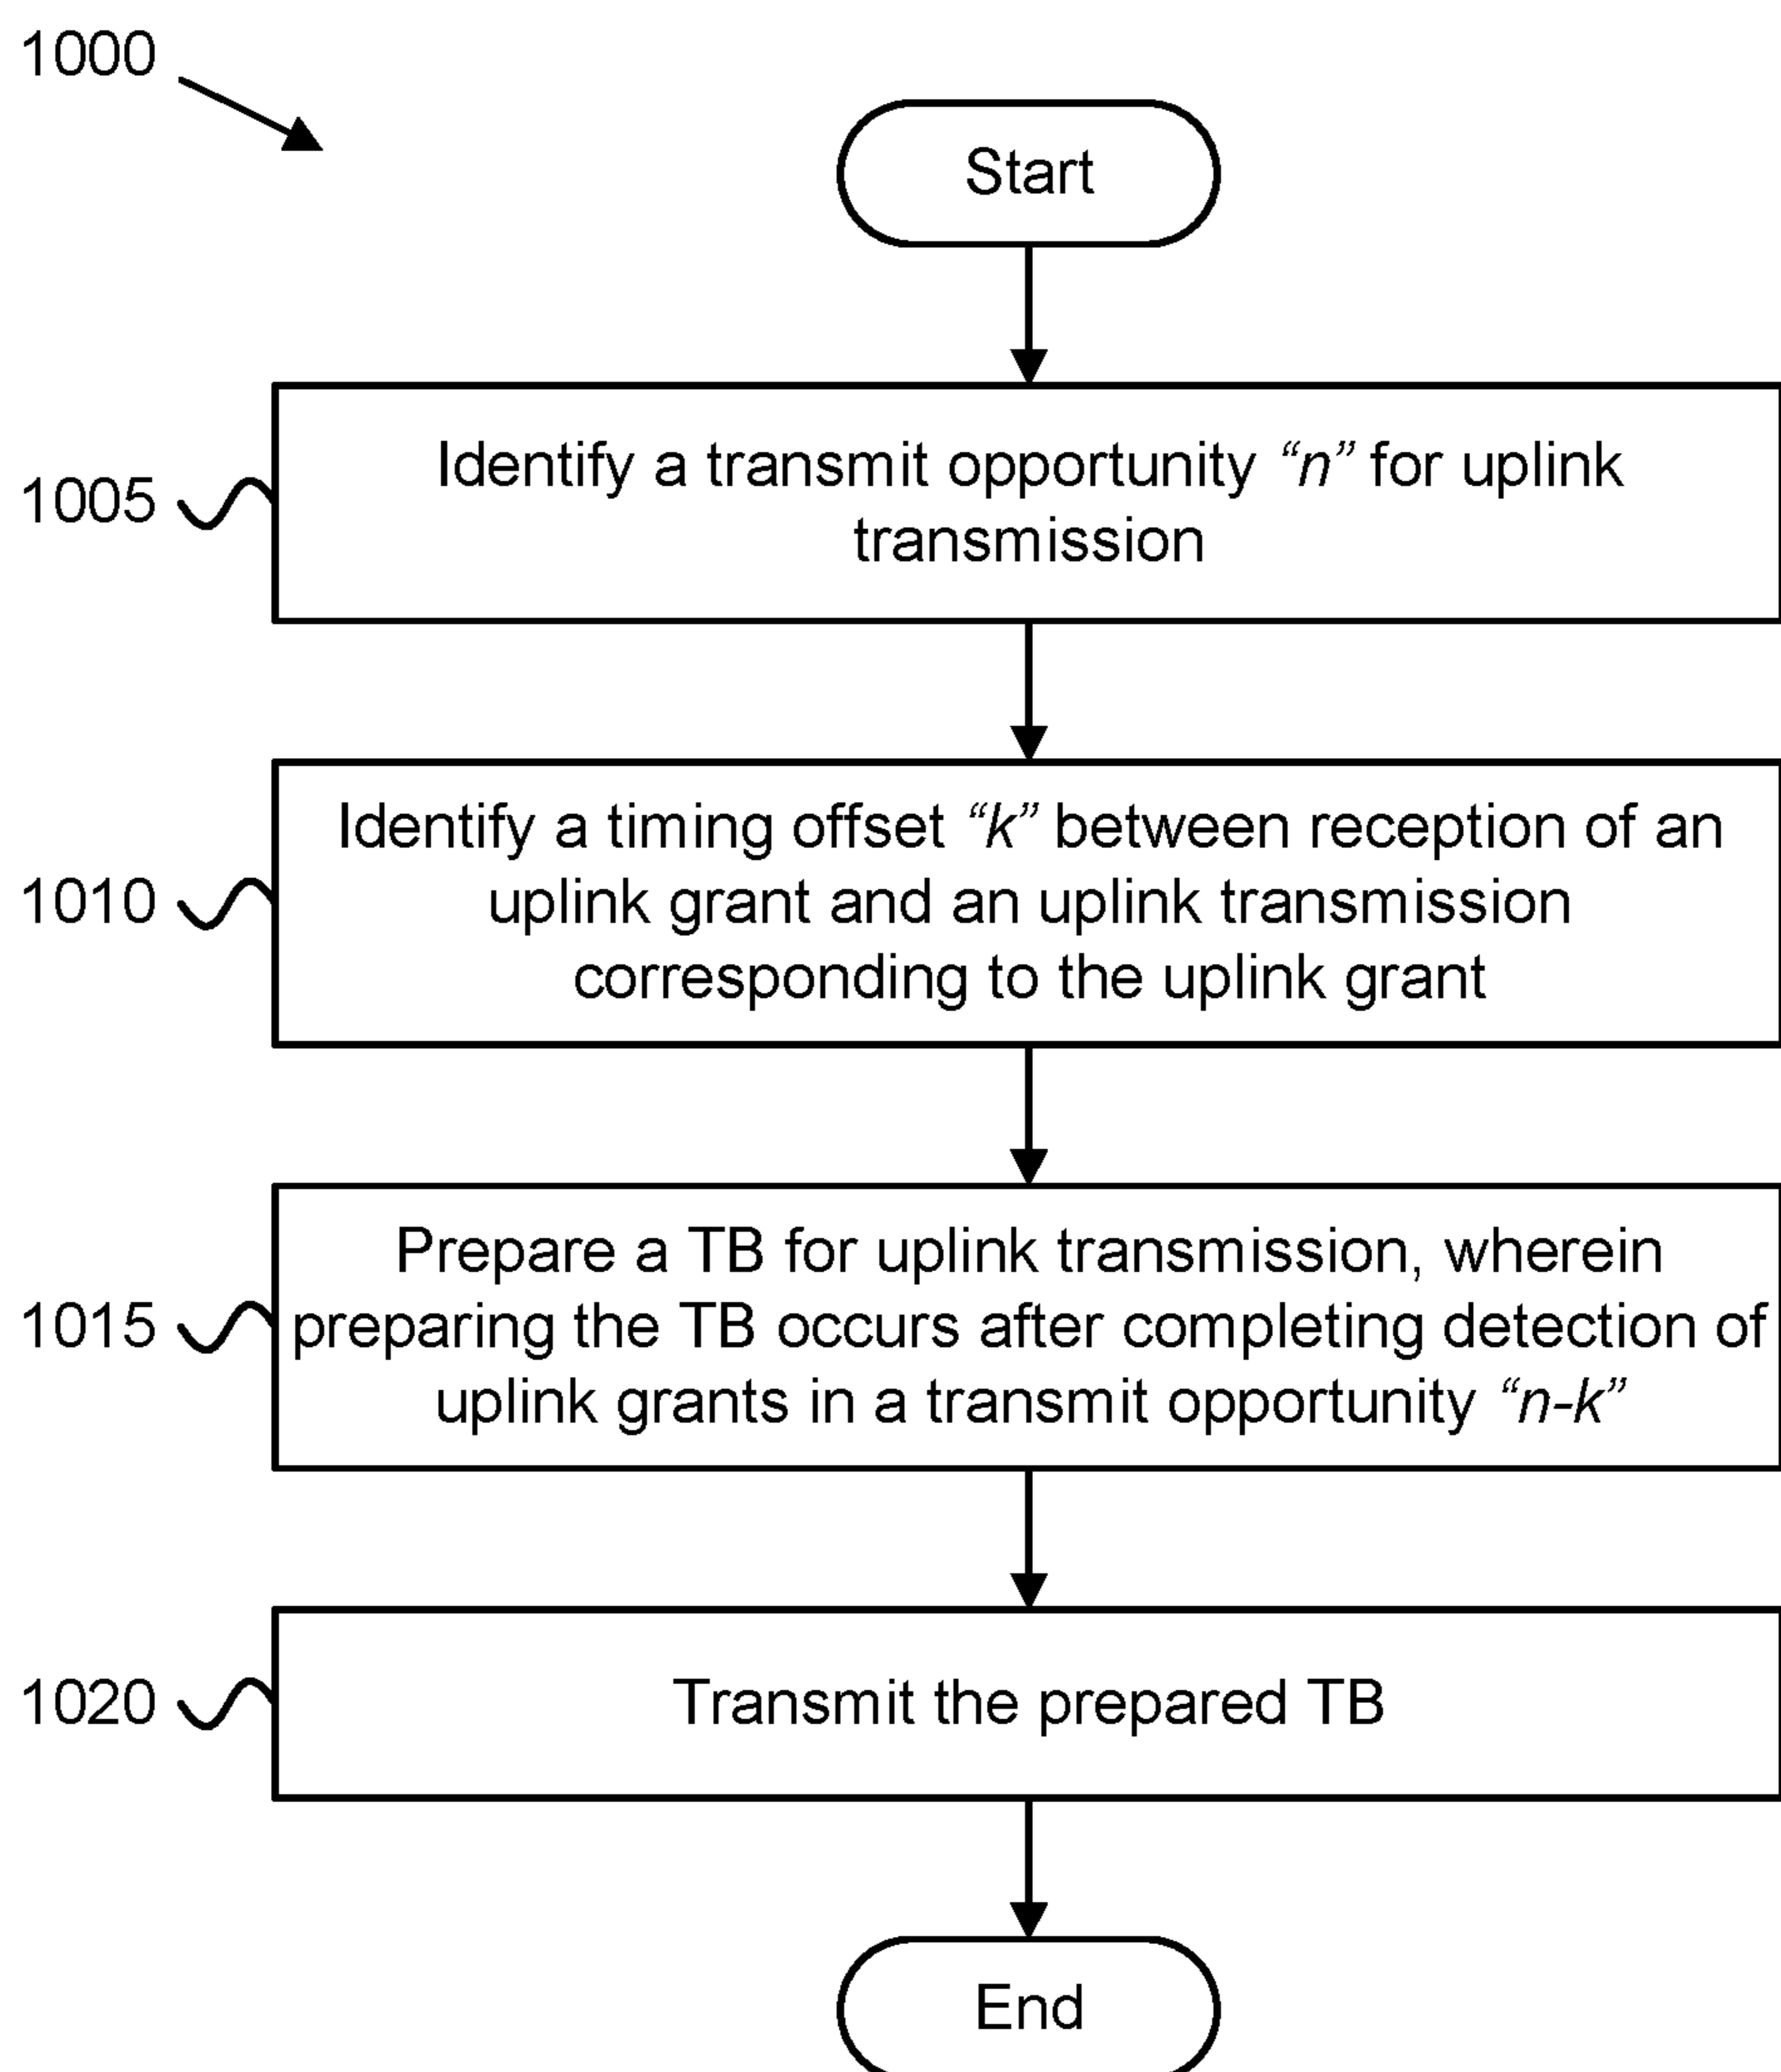 1000
Start
1005
Identify a transmit opportunity “n” for uplink
transmission
1010
Identify a timing offset “k” between reception of an
uplink grant and an uplink transmission
corresponding to the uplink grant
1015
Prepare a TB for uplink transmission, wherein
preparing the TB occurs after completing detection of
uplink grants in a transmit opportunity “n-k”
1020
Transmit the prepared TB
End